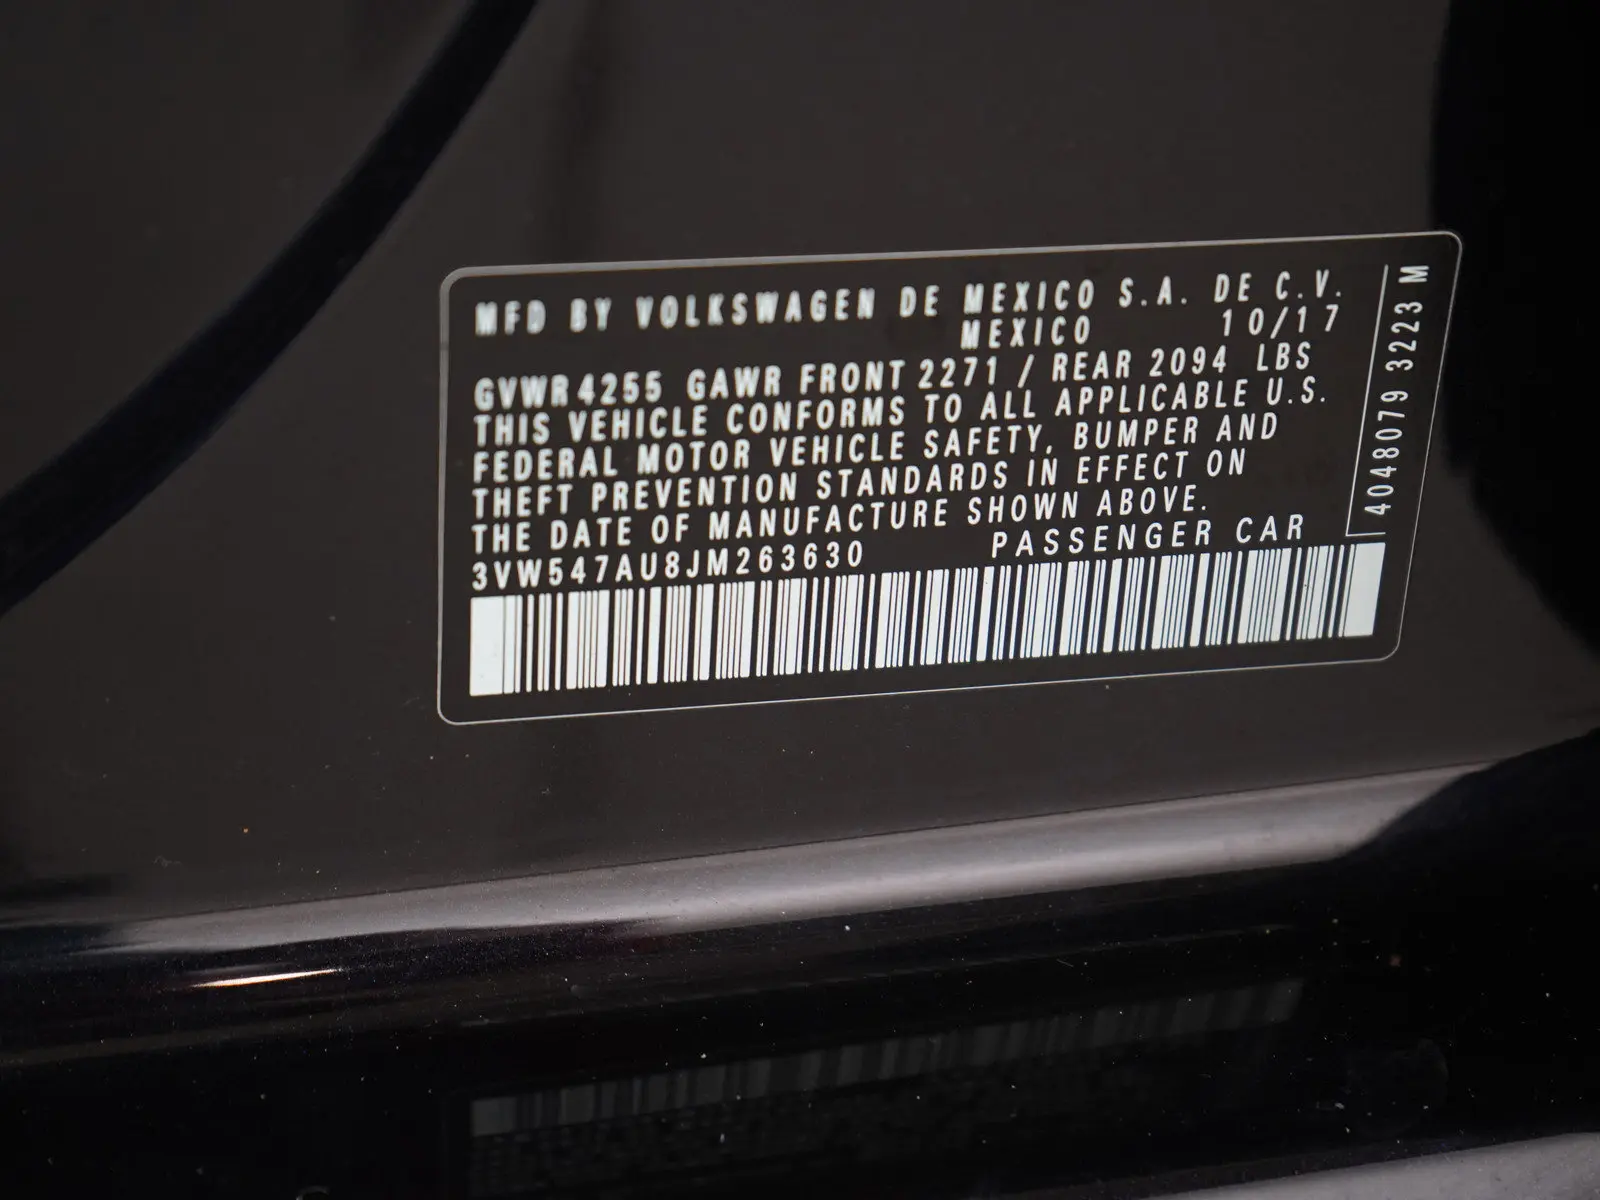 MFD BY VOLKSWAGEN DE MEXICO S.A. DE C.V.
MEXICO 10/17
GVWR 4255 GAWR FRONT 2271 / REAR 2094 LBS
THIS VEHICLE CONFORMS TO ALL APPLICABLE U.S.
FEDERAL MOTOR VEHICLE SAFETY, BUMPER AND
THEFT PREVENTION STANDARDS IN EFFECT ON
THE DATE OF MANUFACTURE SHOWN ABOVE.
3VW547AU8JM263630 PASSENGER CAR
4048079 3223 M